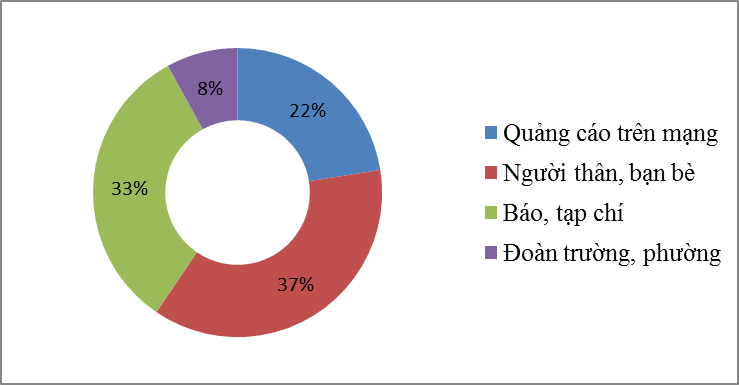 8%
22%
33%
37%
Quảng cáo trên mạng
Người thân, bạn bè
Báo, tạp chí
Đoàn trường, phường